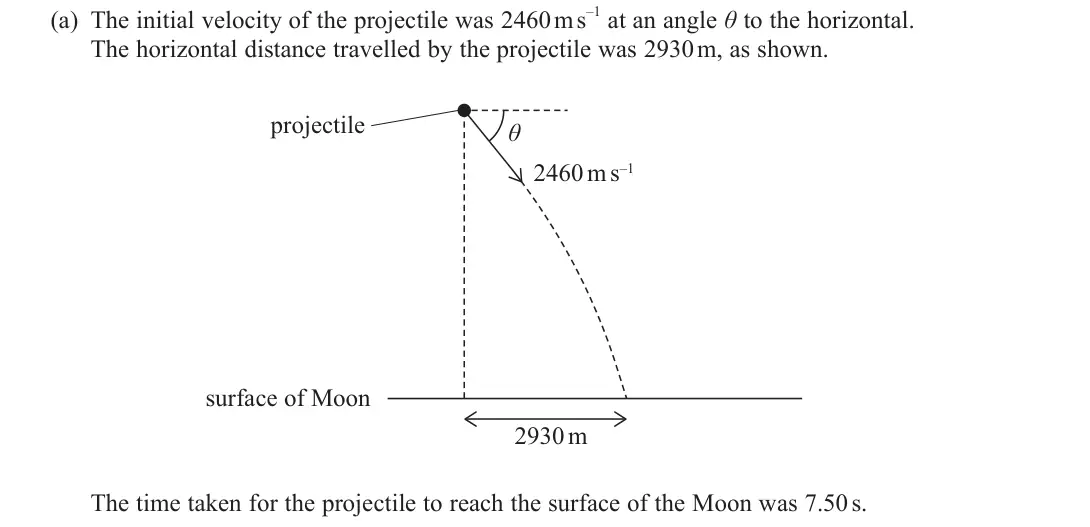 (a) The initial velocity of the projectile was 2460 m s⁻¹ at an angle θ to the horizontal.
The horizontal distance travelled by the projectile was 2930 m, as shown.
projectile
θ
2460 m s⁻¹
surface of Moon
2930 m
The time taken for the projectile to reach the surface of the Moon was 7.50 s.